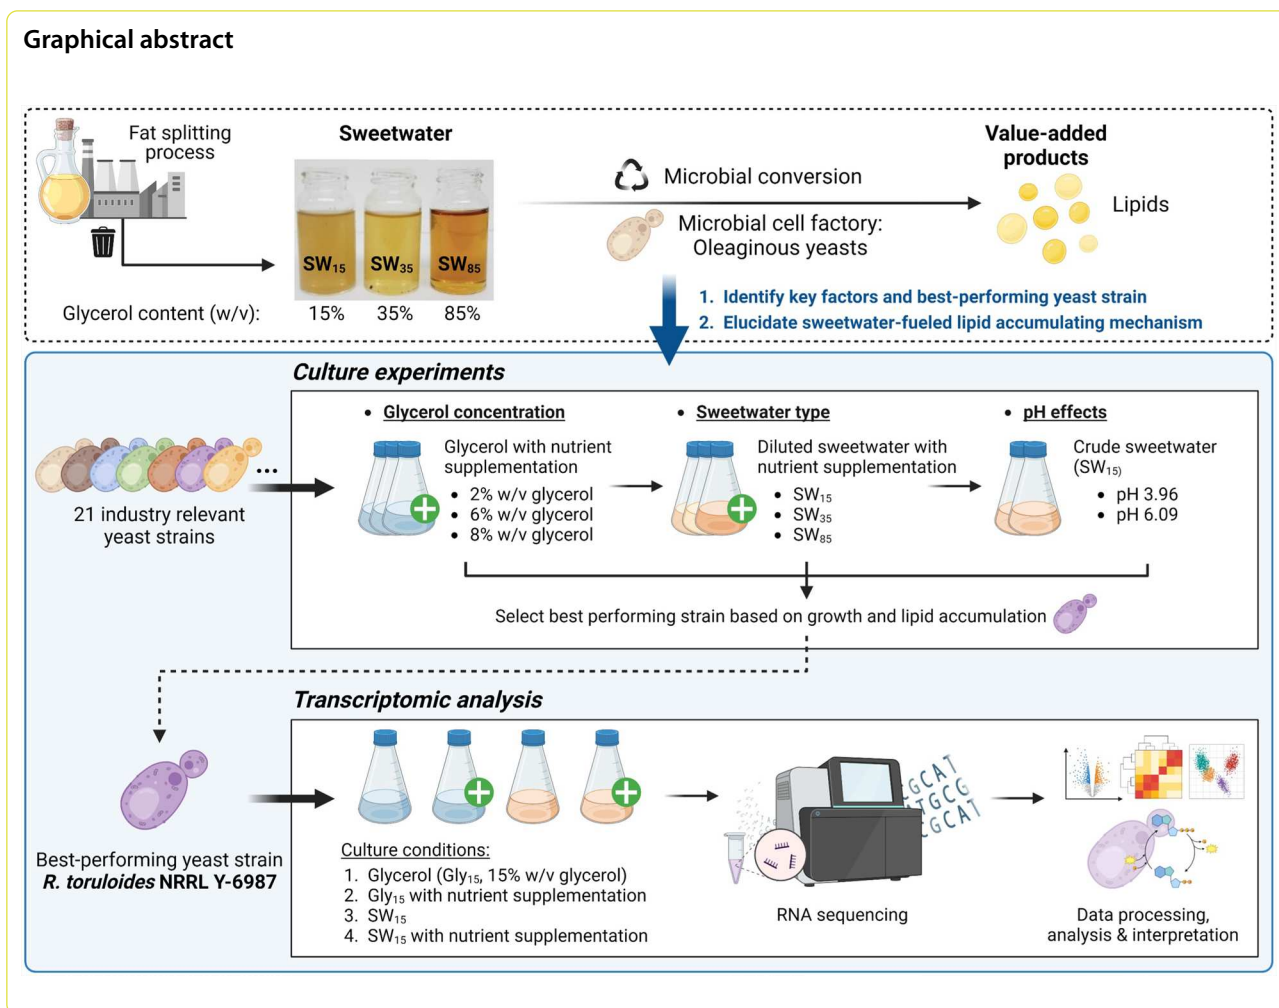 Graphical abstract
Fat splitting
process
Sweetwater
SW₁₅ SW₃₅ SW₈₅
Glycerol content (w/v): 15% 35% 85%
Microbial conversion
Microbial cell factory:
Oleaginous yeasts
Value-added
products
Lipids
1. Identify key factors and best-performing yeast strain
2. Elucidate sweetwater-fueled lipid accumulating mechanism
Culture experiments
21 industry relevant
yeast strains
...
• Glycerol concentration
Glycerol with nutrient
supplementation
• 2% w/v glycerol
• 6% w/v glycerol
• 8% w/v glycerol
• Sweetwater type
Diluted sweetwater with
nutrient supplementation
• SW₁₅
• SW₃₅
• SW₈₅
• pH effects
Crude sweetwater
(SW₁₅)
• pH 3.96
• pH 6.09
Select best performing strain based on growth and lipid accumulation
Transcriptomic analysis
Best-performing yeast strain
R. toruloides NRRL Y-6987
Culture conditions:
1. Glycerol (Gly₁₅, 15% w/v glycerol)
2. Gly₁₅ with nutrient supplementation
3. SW₁₅
4. SW₁₅ with nutrient supplementation
GCAT
TGCG
CGCAT
RNA sequencing
Data processing,
analysis & interpretation